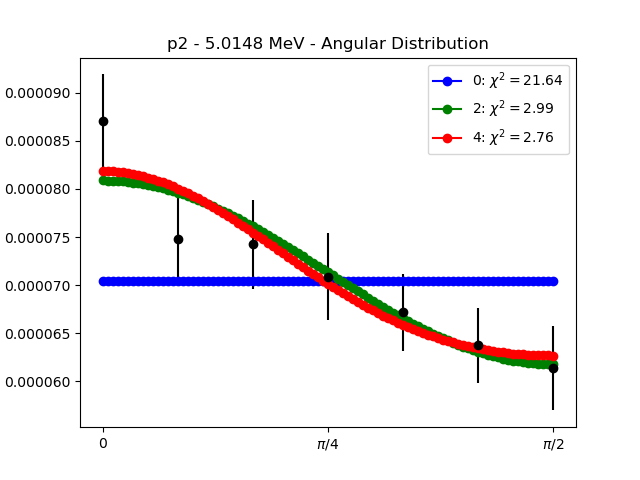 p2 - 5.0148 MeV - Angular Distribution
0.000090
0.000085
0.000080
0.000075
0.000070
0.000065
0.000060
0: χ² = 21.64
2: χ² = 2.99
4: χ² = 2.76
0
π/4
π/2